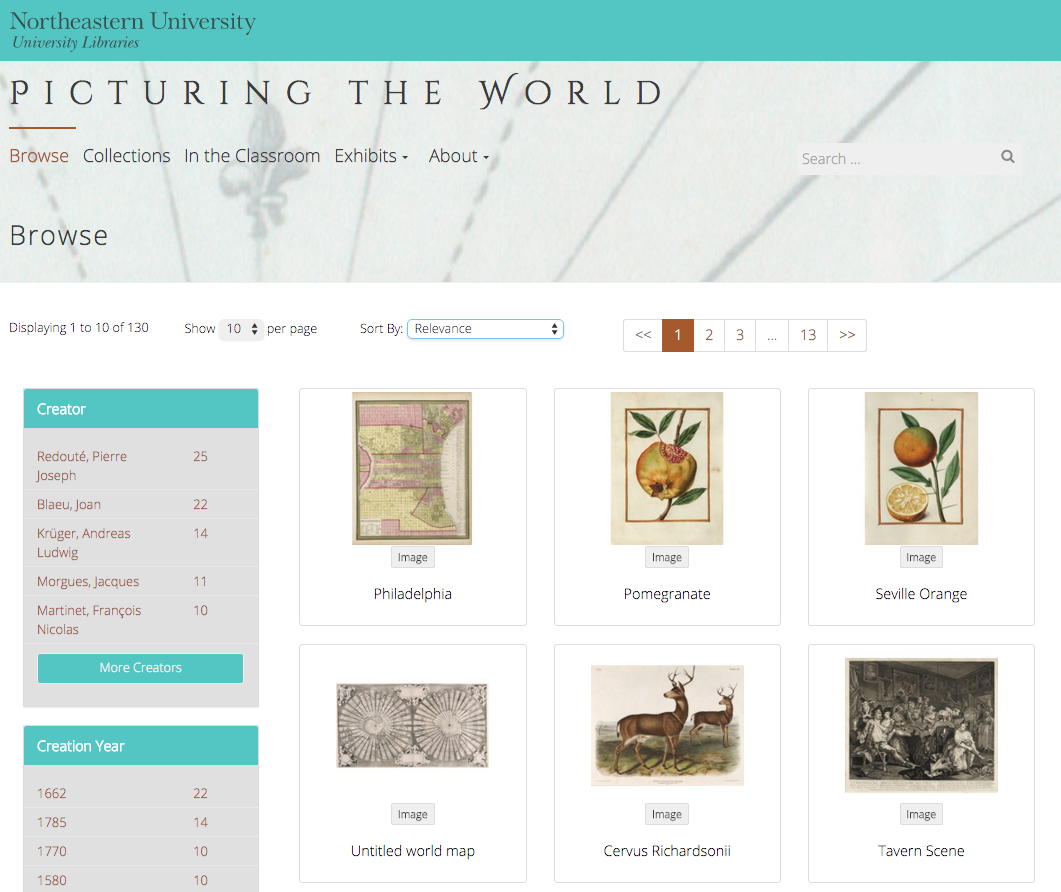 Northeastern University
University Libraries
PICTURING THE WORLD
Browse Collections In the Classroom Exhibits About
Search ...
Browse
Displaying 1 to 10 of 130 Show 10 per page Sort By: Relevance << 1 2 3 ... 13 >>
Creator
Redouté, Pierre 25
Joseph
Blaeu, Joan 22
Krüger, Andreas 14
Ludwig
Morgues, Jacques 11
Martinet, François 10
Nicolas
More Creators
Creation Year
1662 22
1785 14
1770 10
1580 10
Image Image Image
Philadelphia Pomegranate Seville Orange
Image Image Image
Untitled world map Cervus Richardsonii Tavern Scene